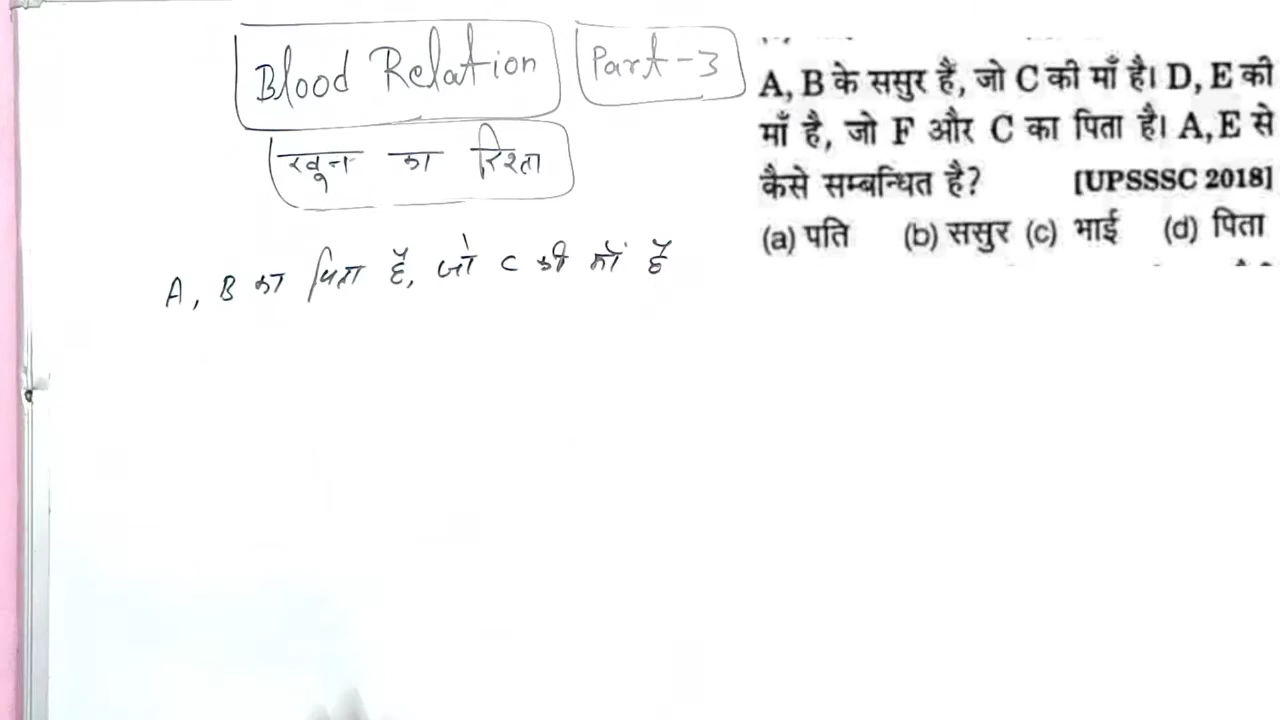 Blood Relation
Part-3
खून का रिश्ता
A, B का पिता है, जो C की माँ है
A, B के ससुर हैं, जो C की माँ है। D, E की
माँ है, जो F और C का पिता है। A, E से
कैसे सम्बन्धित है? [UPSSSC 2018]
(a) पति (b) ससुर (c) भाई (d) पिता